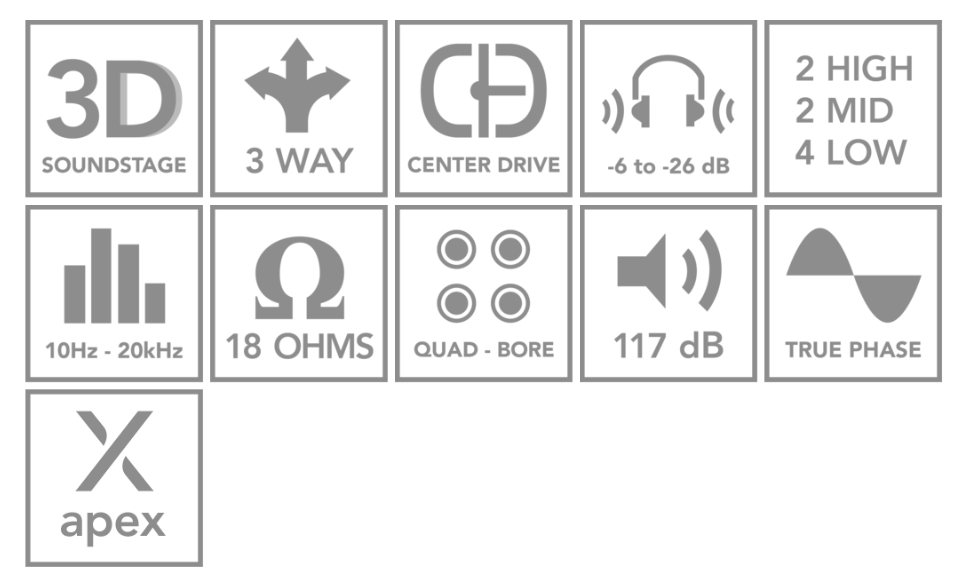 3D
SOUNDSTAGE
3 WAY
CENTER DRIVE
-6 to -26 dB
2 HIGH
2 MID
4 LOW
10Hz - 20kHz
Ω
18 OHMS
QUAD - BORE
117 dB
TRUE PHASE
apex